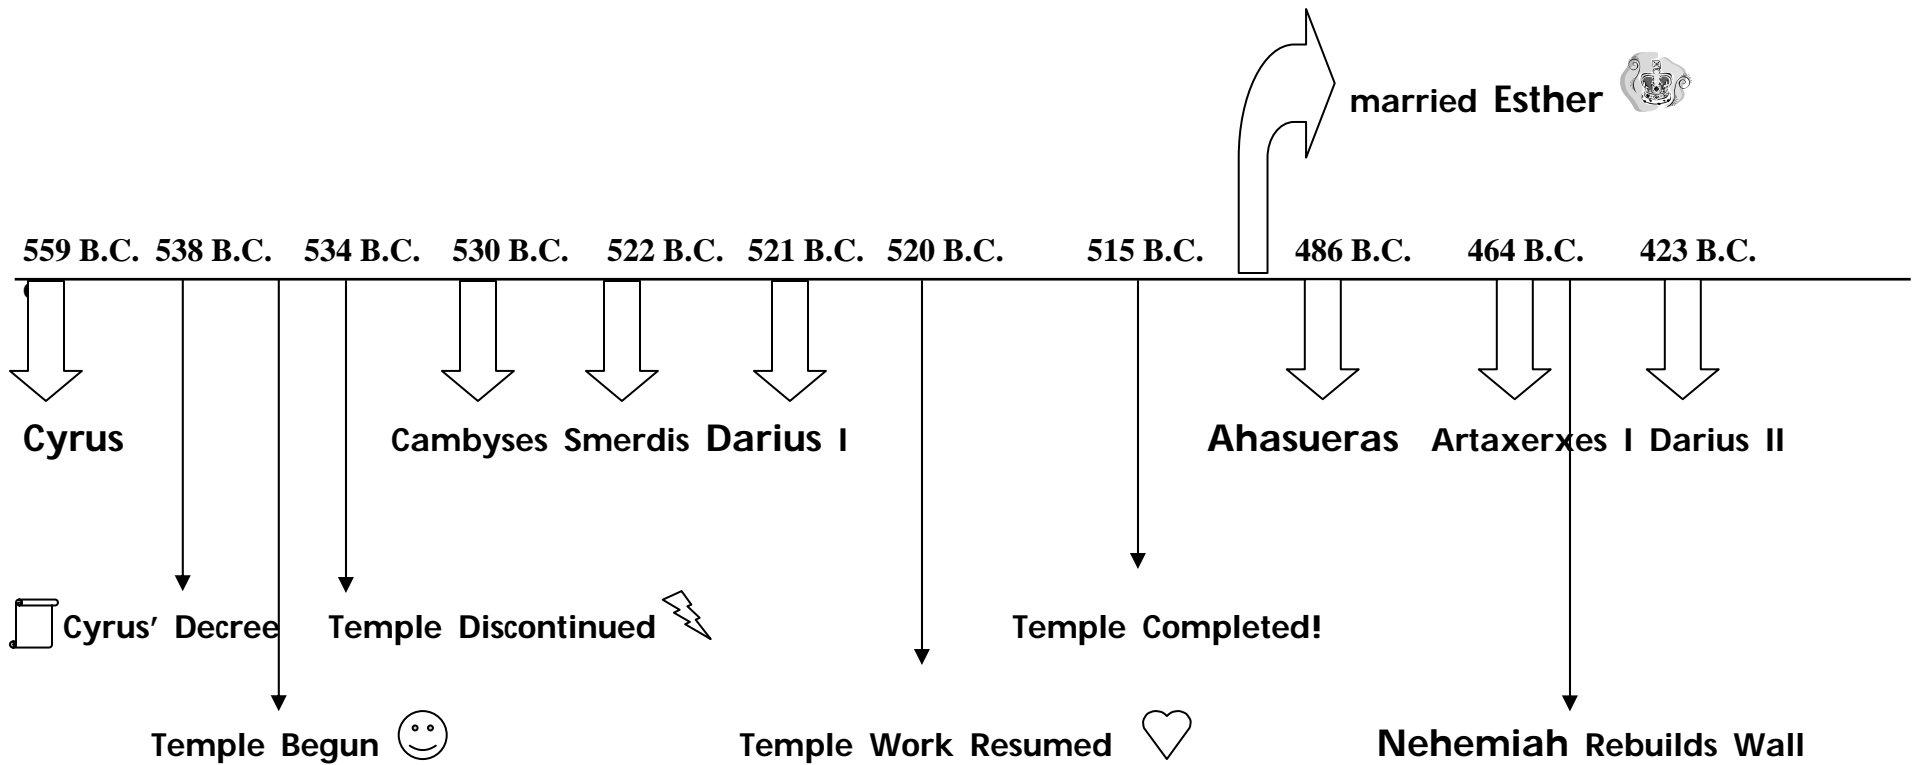 married Esther
559 B.C. 538 B.C. 534 B.C. 530 B.C. 522 B.C. 521 B.C. 520 B.C. 515 B.C. 486 B.C. 464 B.C. 423 B.C.
Cyrus Cambyses Smerdis Darius I Ahasueras Artaxerxes I Darius II
Cyrus’ Decree Temple Discontinued Temple Completed!
Temple Begun Temple Work Resumed Nehemiah Rebuilds Wall